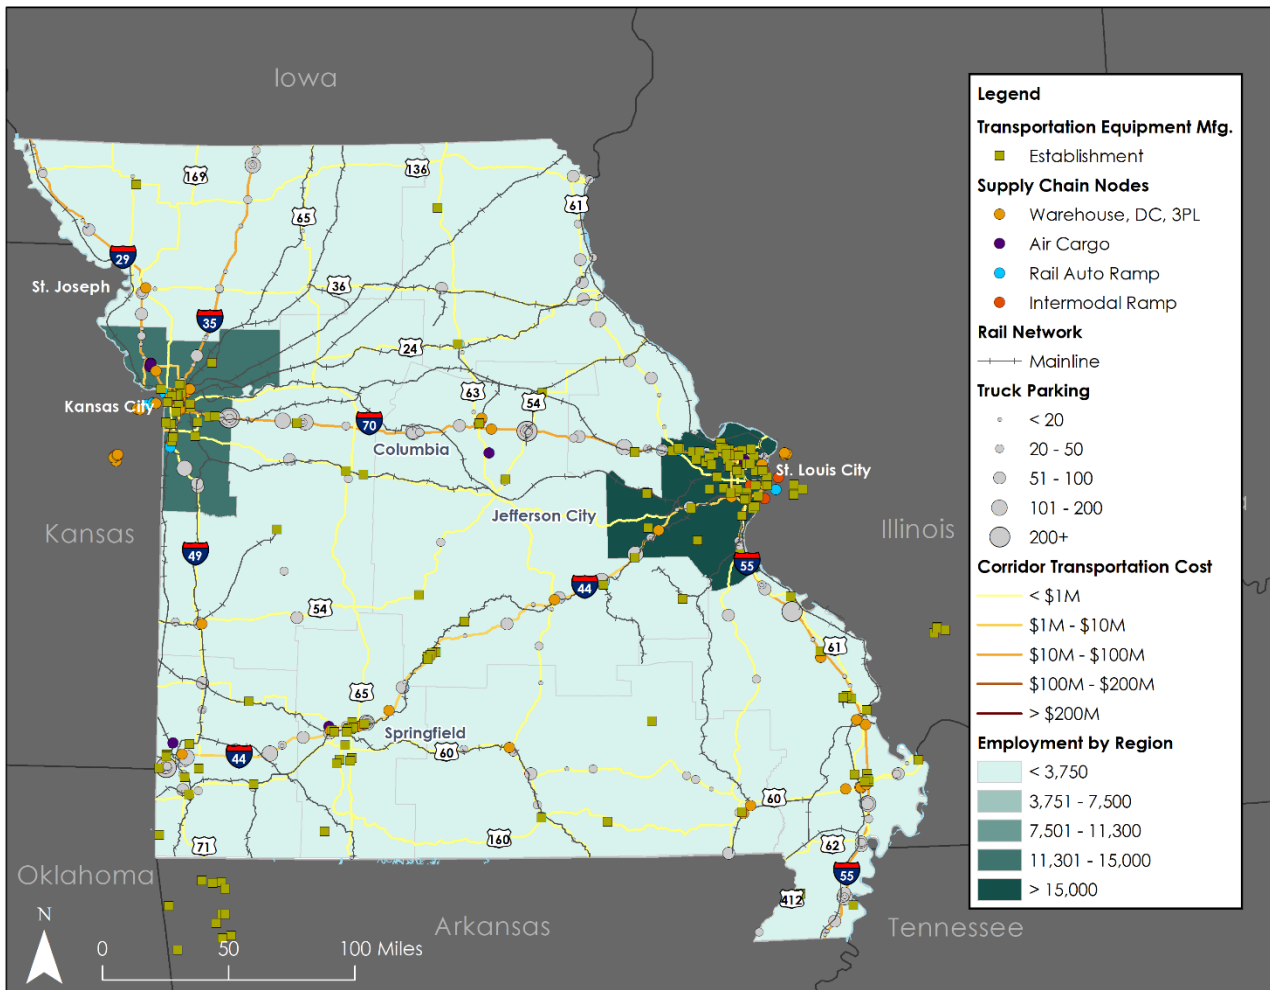 Iowa
Legend
Transportation Equipment Mfg.
Establishment
Supply Chain Nodes
Warehouse, DC, 3PL
Air Cargo
Rail Auto Ramp
Intermodal Ramp
Rail Network
Mainline
Truck Parking
< 20
20 - 50
51 - 100
101 - 200
200+
Corridor Transportation Cost
< $1M
$1M - $10M
$10M - $100M
$100M - $200M
> $200M
Employment by Region
< 3,750
3,751 - 7,500
7,501 - 11,300
11,301 - 15,000
> 15,000
169
136
65
61
29
St. Joseph
36
35
24
63
54
Kansas City
70
Columbia
St. Louis City
Jefferson City
Kansas
Illinois
49
55
44
54
61
65
Springfield
60
44
60
71
160
62
Oklahoma
55
412
Arkansas
Tennessee
N
0
50
100 Miles